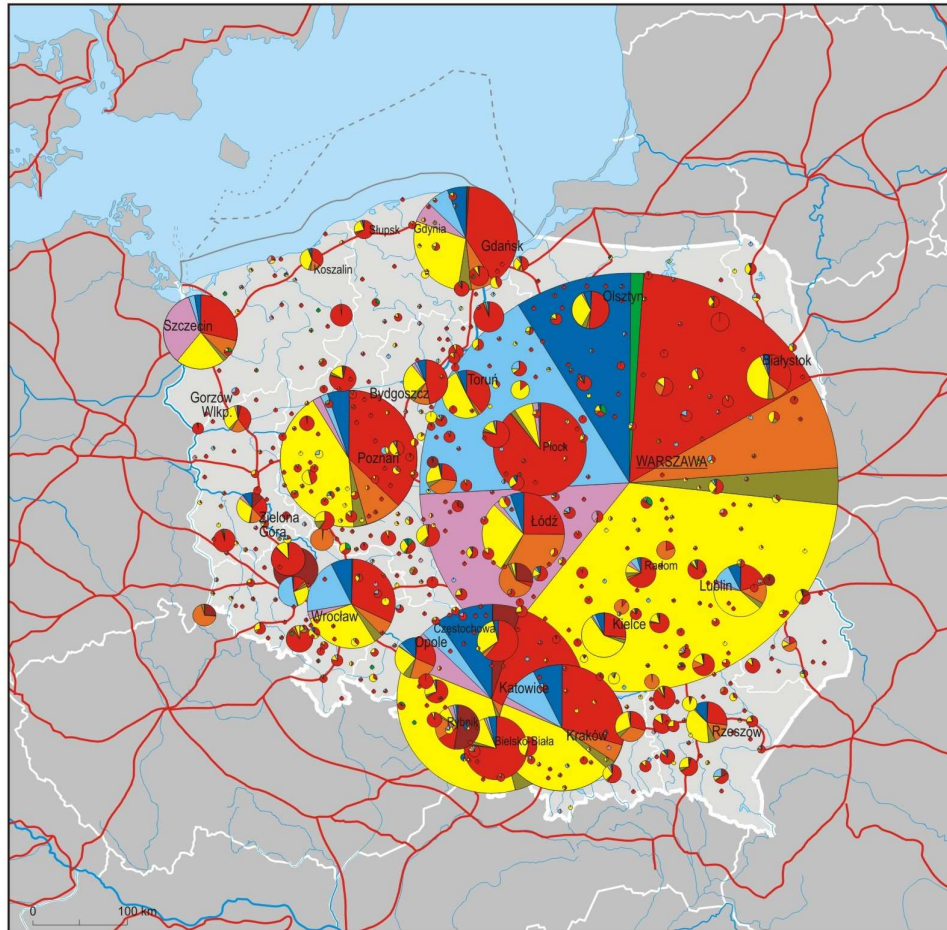 Słupsk
Gdynia
Gdańsk
Koszalin
Olsztyn
Szczecin
Białystok
Bydgoszcz
Toruń
Gorzów
Wlkp.
Płock
Poznań
WARSZAWA
Zielona
Góra
Łódź
Radom
Lublin
Wrocław
Kielce
Częstochowa
Opole
Katowice
Rybnik
Bielsko-Biała
Kraków
Rzeszów
0 100 km